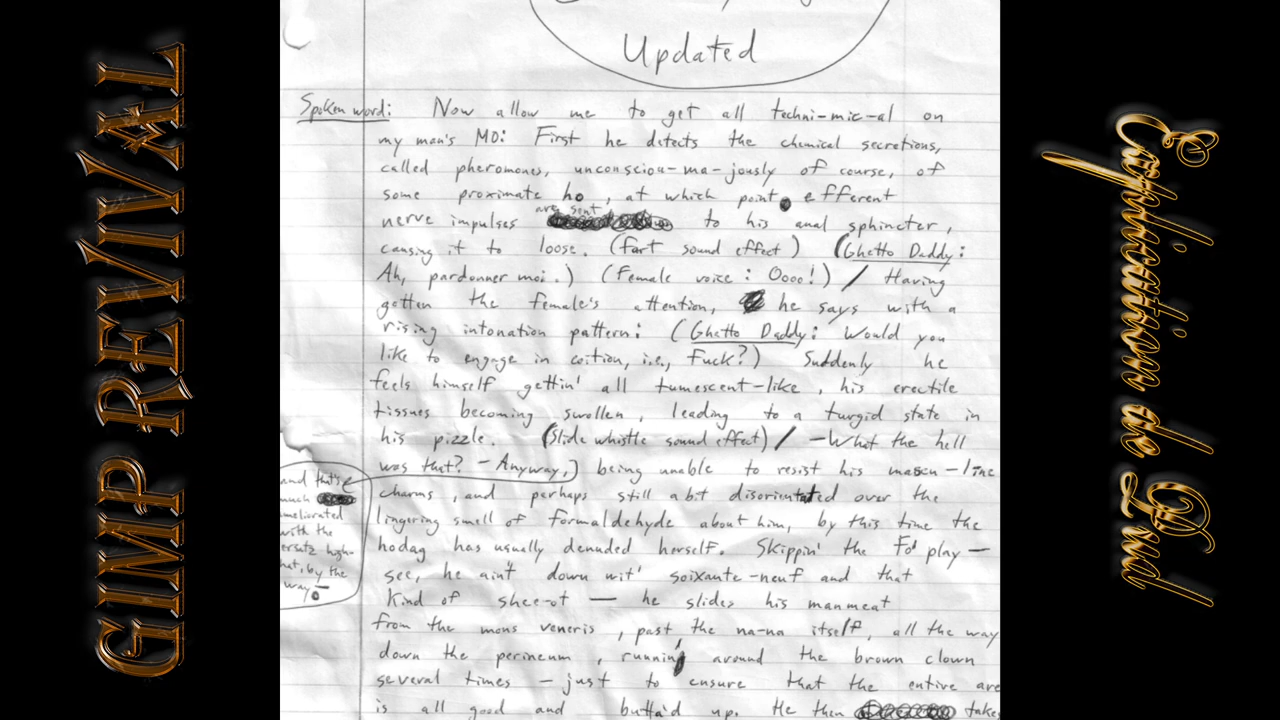 GIMP REVIVAL
Updated
Spoken word: Now allow me to get all techni-mic-al on
my man's MO: First he detects the chemical secretions,
called pheromones, unconsciou-ma-jously of course, of
some proximate ho, at which point efferent
nerve impulses are sent to his anal sphincter,
causing it to loose. (fart sound effect) (Ghetto Daddy:
Ah, pardonner moi.) (Female voice: Oooo!) / Having
gotten the female's attention, he says with a
rising intonation pattern: (Ghetto Daddy: Would you
like to engage in coition, i.e., Fuck?) Suddenly he
feels himself gettin' all tumescent-like, his erectile
tissues becoming swollen, leading to a turgid state in
his pizzle. (Slide whistle sound effect) / -What the hell
was that? - Anyway,) being unable to resist his mascu-line
charms, and perhaps still a bit disorientated over the
lingering smell of formaldehyde about him, by this time the
hodag has usually denuded herself. Skippin' the Fo' play —
see, he ain't down wit' soixante-neuf and that
kind of shee-ot — he slides his manmeat
from the mons veneris, past the na-na itself, all the way
down the perineum, runnin' around the brown clown
several times - just to ensure that the entire are
is all good and butta'd up. He then take
and that's
much
ameliorated
with the
ersatz high-
hat, by the
way —
Explication de Pud